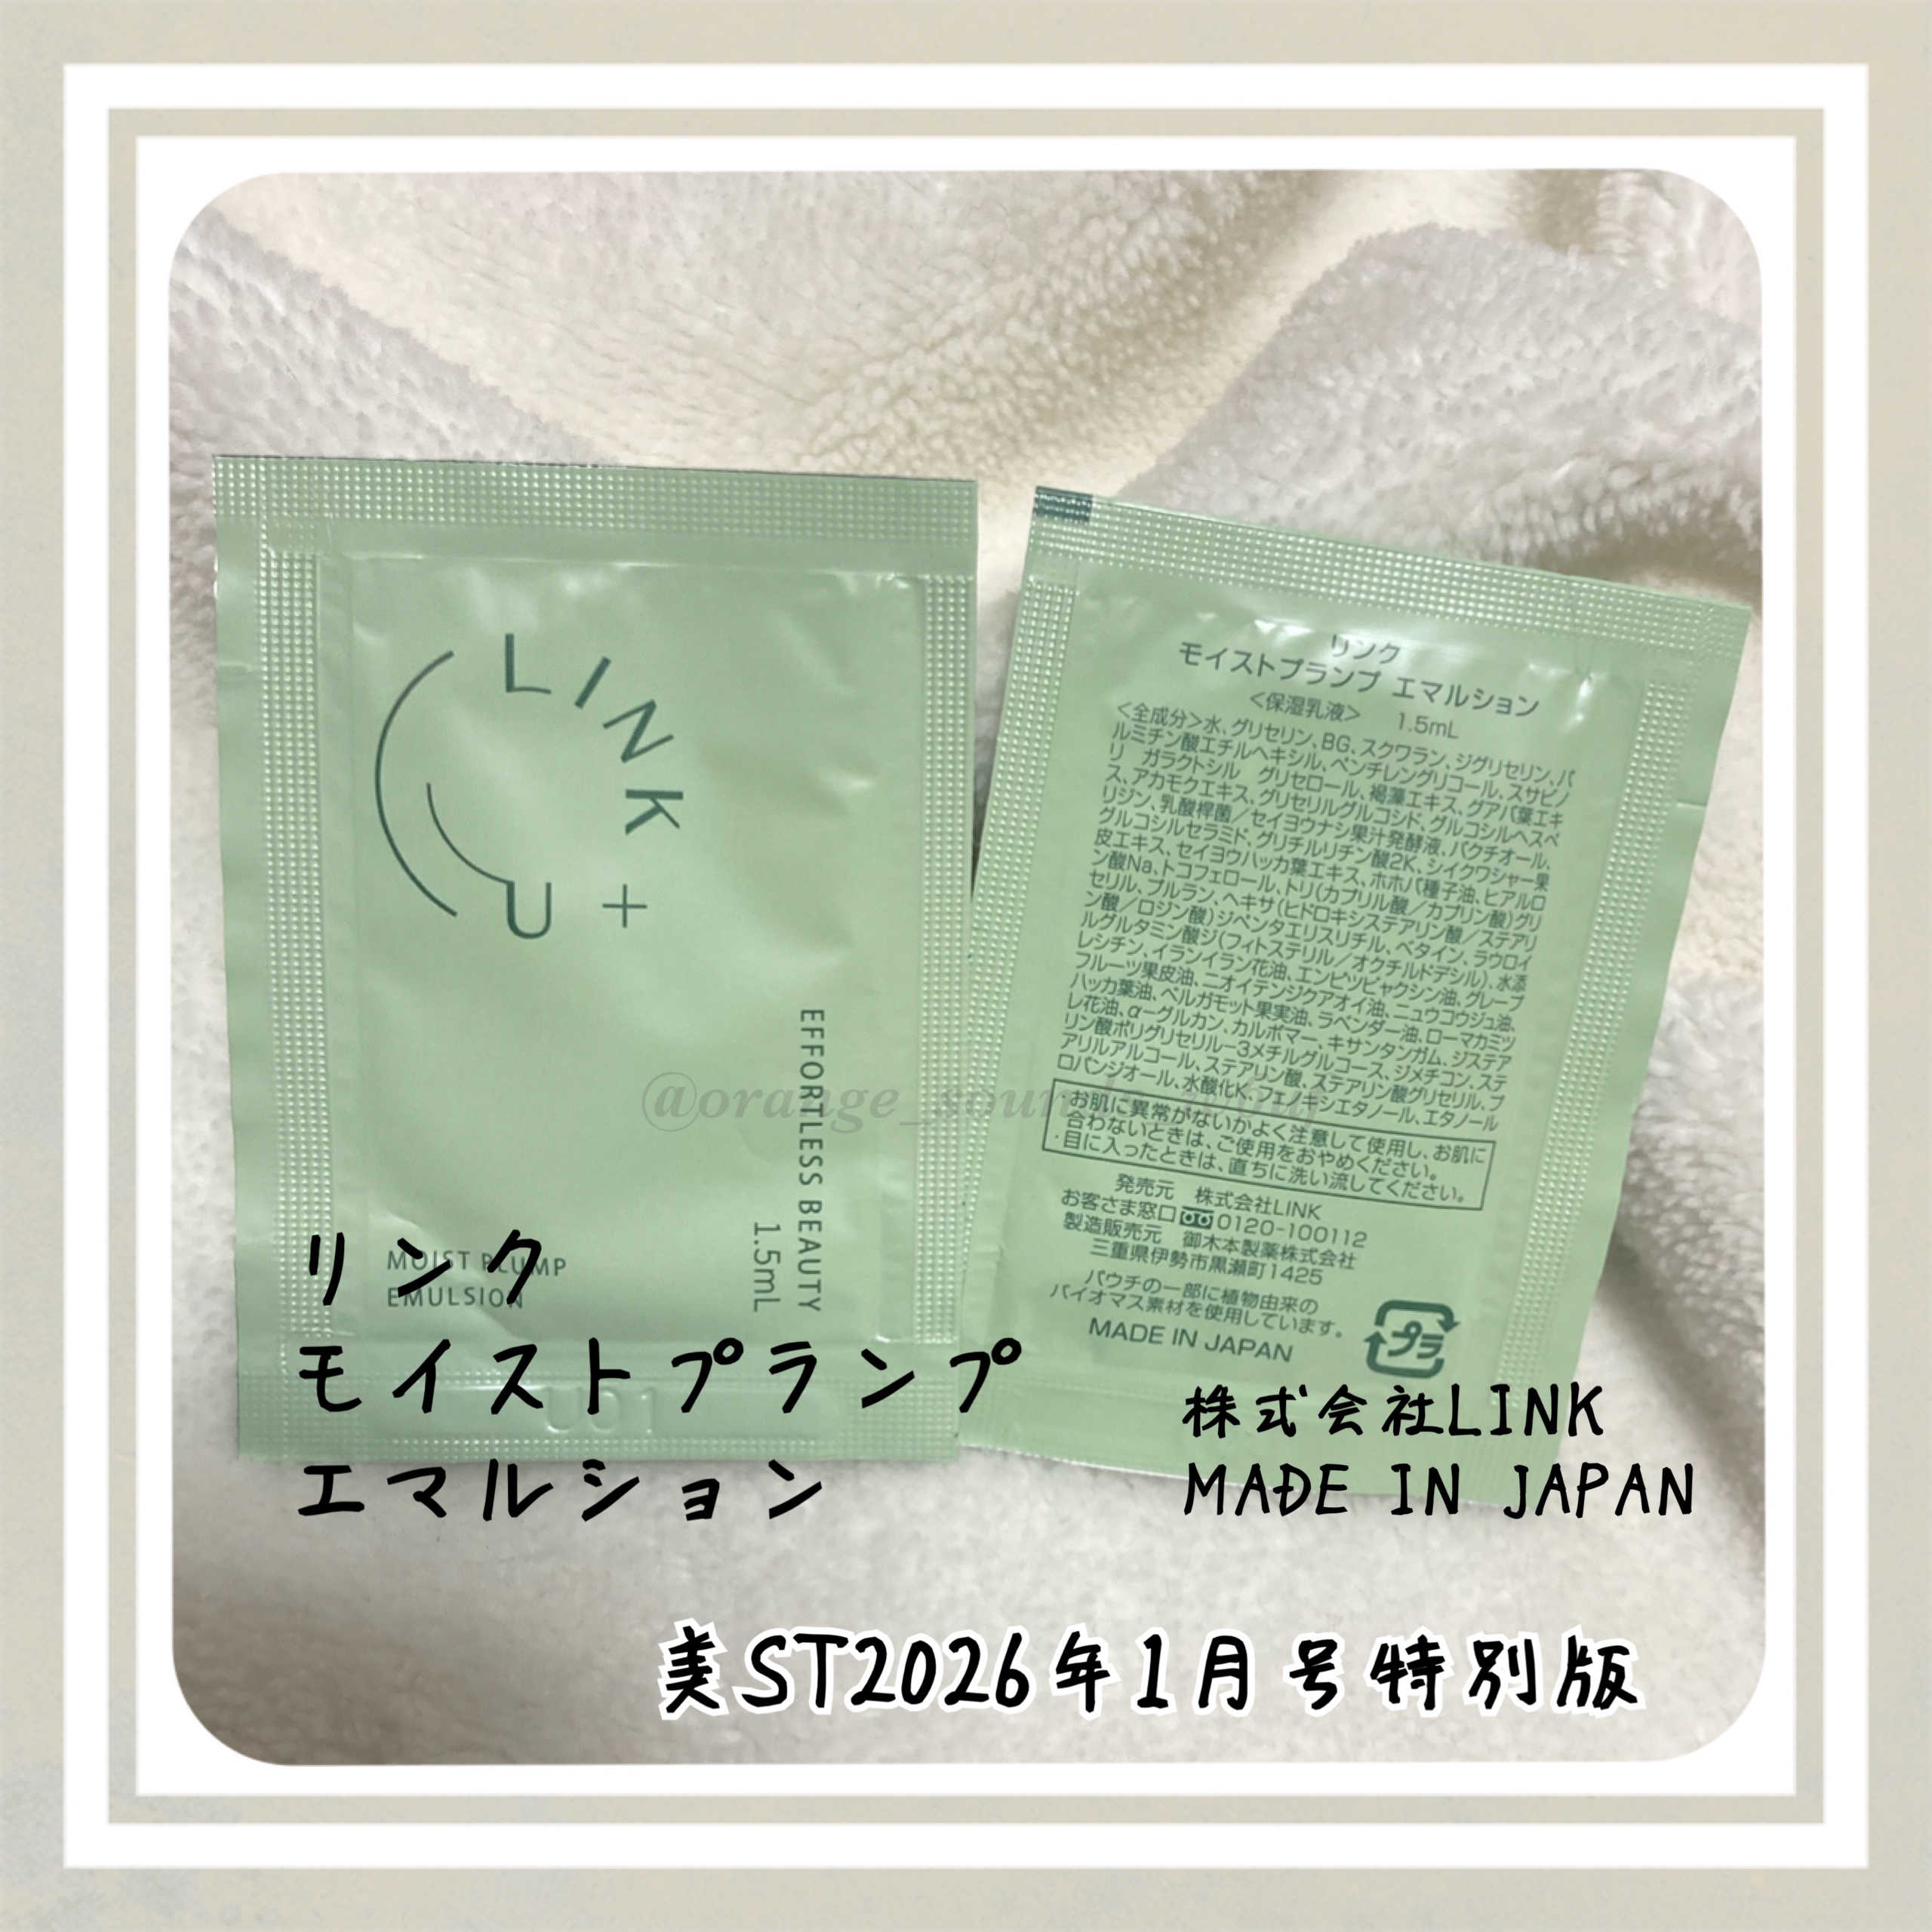 LINK
U +
EFFORTLESS BEAUTY
1.5mL
MOIST PLUMP
EMULSION
U01
リンク
モイストプランプ エマルション
<保湿乳液> 1.5mL
<全成分>水、グリセリン、BG、スクワラン、ジグリセリン、パ
ルミチン酸エチルヘキシル、ペンチレングリコール、スサビノ
リ ガラクトシル グリセロール、褐藻エキス、グアバ葉エキ
ス、アカモクエキス、グリセリルグルコシド、グルコシルヘスペ
リジン、乳酸桿菌/セイヨウナシ果汁発酵液、バクチオール、
グルコシルセラミド、グリチルリチン酸2K、シイクワシャー果
皮エキス、セイヨウハッカ葉エキス、ホホバ種子油、ヒアルロ
ン酸Na、トコフェロール、トリ(カプリル酸/カプリン酸)グリ
セリル、プルラン、ヘキサ(ヒドロキシステアリン酸/ステアリ
ン酸/ロジン酸)ジペンタエリスリチル、ベタイン、ラウロイ
ルグルタミン酸ジ(フィトステリル/オクチルドデシル)、水添
レシチン、イランイラン花油、エンピツビャクシン油、グレープ
フルーツ果皮油、ニオイテンジクアオイ油、ニュウコウジュ油、
ハッカ葉油、ベルガモット果実油、ラベンダー油、ローマカミツ
レ花油、α-グルカン、カルボマー、キサンタンガム、ジステア
リン酸ポリグリセリル-3メチルグルコース、ジメチコン、ステ
アリルアルコール、ステアリン酸、ステアリン酸グリセリル、プ
ロパンジオール、水酸化K、フェノキシエタノール、エタノール
お肌に異常がないかよく注意して使用し、お肌に
合わないときは、ご使用をおやめください。
・目に入ったときは、直ちに洗い流してください。
発売元 株式会社LINK
お客さま窓口 0120-100112
製造販売元 御木本製薬株式会社
三重県伊勢市黒瀬町1425
パウチの一部に植物由来の
バイオマス素材を使用しています。
MADE IN JAPAN
プラ
リンク
モイストプランプ
エマルション
株式会社LINK
MADE IN JAPAN
美ST2026年1月号特別版